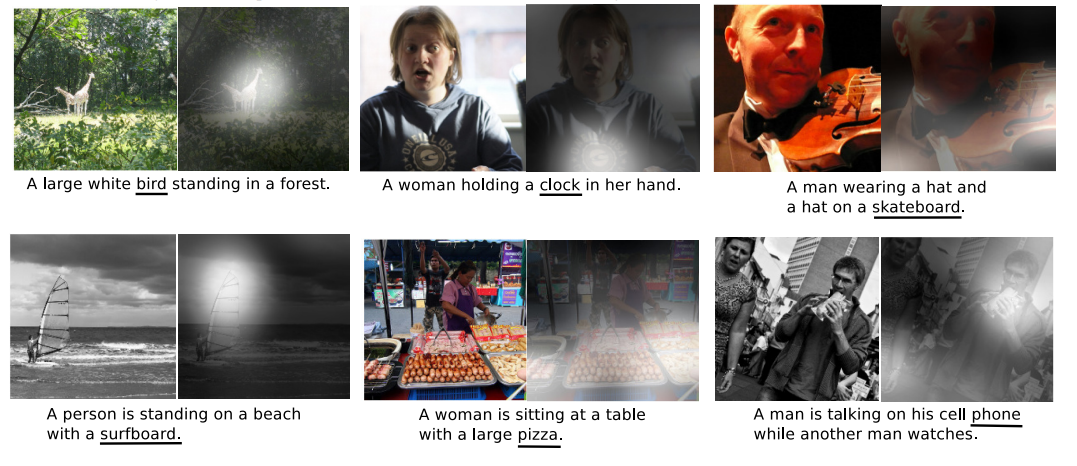 A large white bird standing in a forest.
A woman holding a clock in her hand.
A man wearing a hat and
a hat on a skateboard.
A person is standing on a beach
with a surfboard.
A woman is sitting at a table
with a large pizza.
A man is talking on his cell phone
while another man watches.